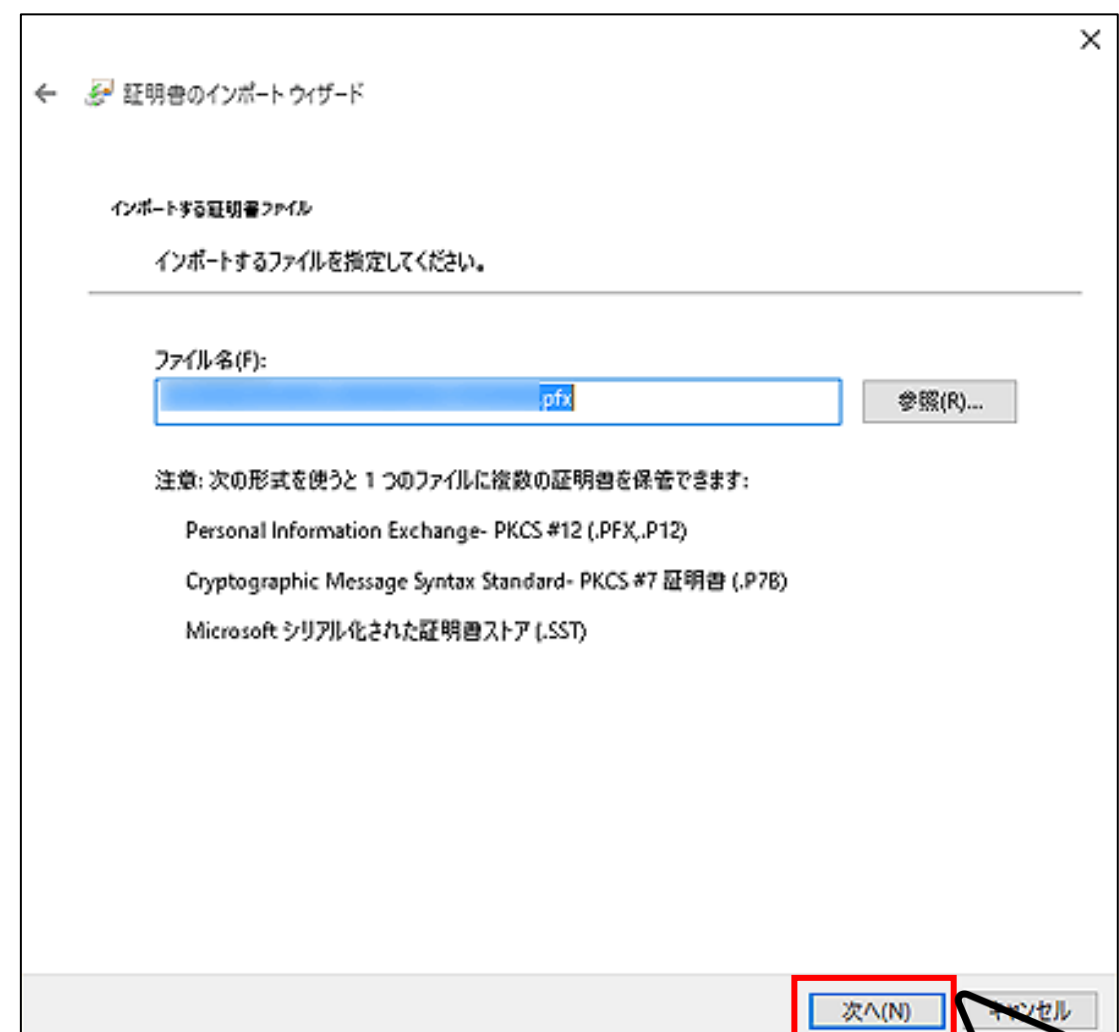 証明書のインポート ウィザード
インポートする証明書ファイル
インポートするファイルを指定してください。
ファイル名(F):
.pfx
参照(R)...
注意: 次の形式を使うと 1 つのファイルに複数の証明書を保管できます:
Personal Information Exchange- PKCS #12 (.PFX,.P12)
Cryptographic Message Syntax Standard- PKCS #7 証明書 (.P7B)
Microsoft シリアル化された証明書ストア (.SST)
次へ(N)
キャンセル